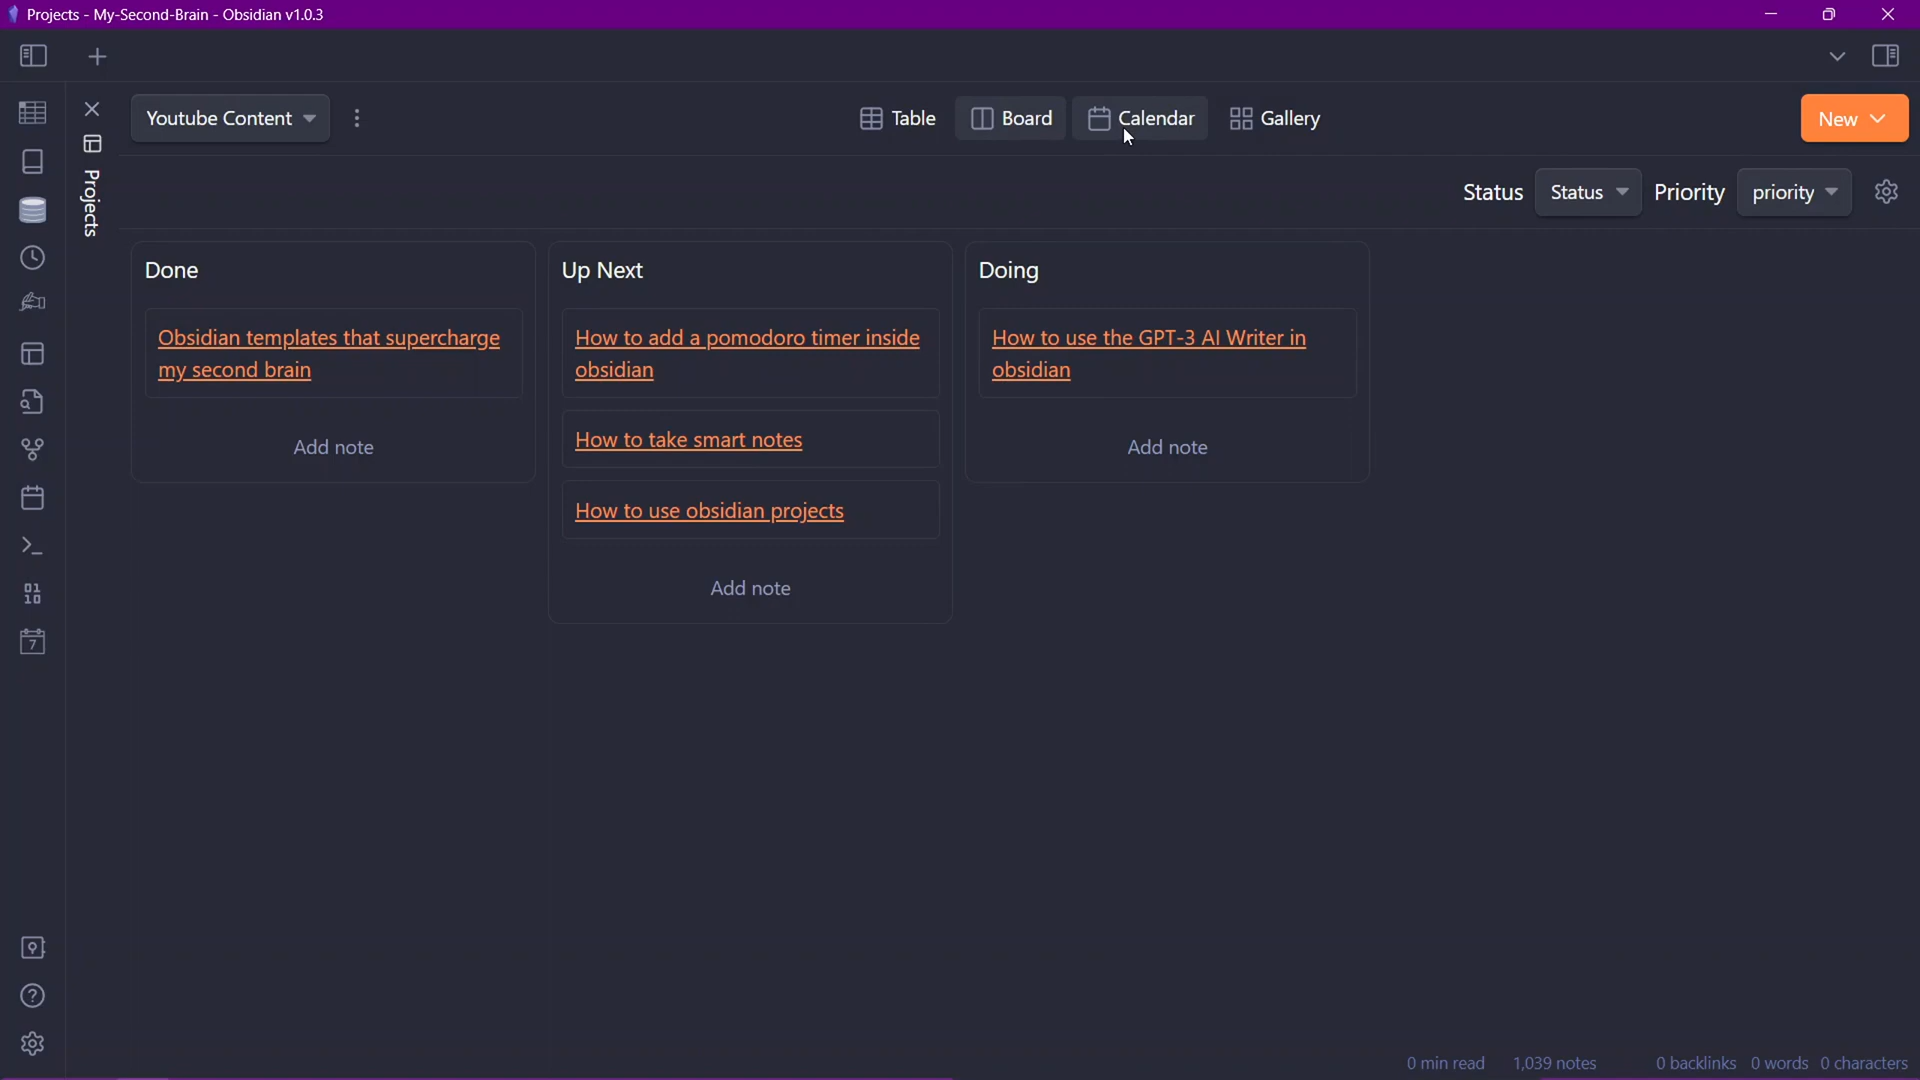 Projects - My-Second-Brain - Obsidian v1.0.3
Youtube Content
Table
Board
Calendar
Gallery
New
Projects
Status
Status
Priority
priority
Done
Up Next
Doing
Obsidian templates that supercharge
my second brain
How to add a pomodoro timer inside
obsidian
How to use the GPT-3 AI Writer in
obsidian
Add note
How to take smart notes
Add note
How to use obsidian projects
Add note
7
0 min read
1,039 notes
0 backlinks
0 words
0 characters